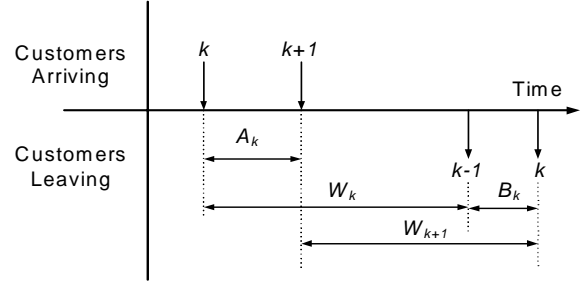 Customers
Arriving
k
k+1
Time
Customers
Leaving
A_k
k-1
k
W_k
B_k
W_{k+1}